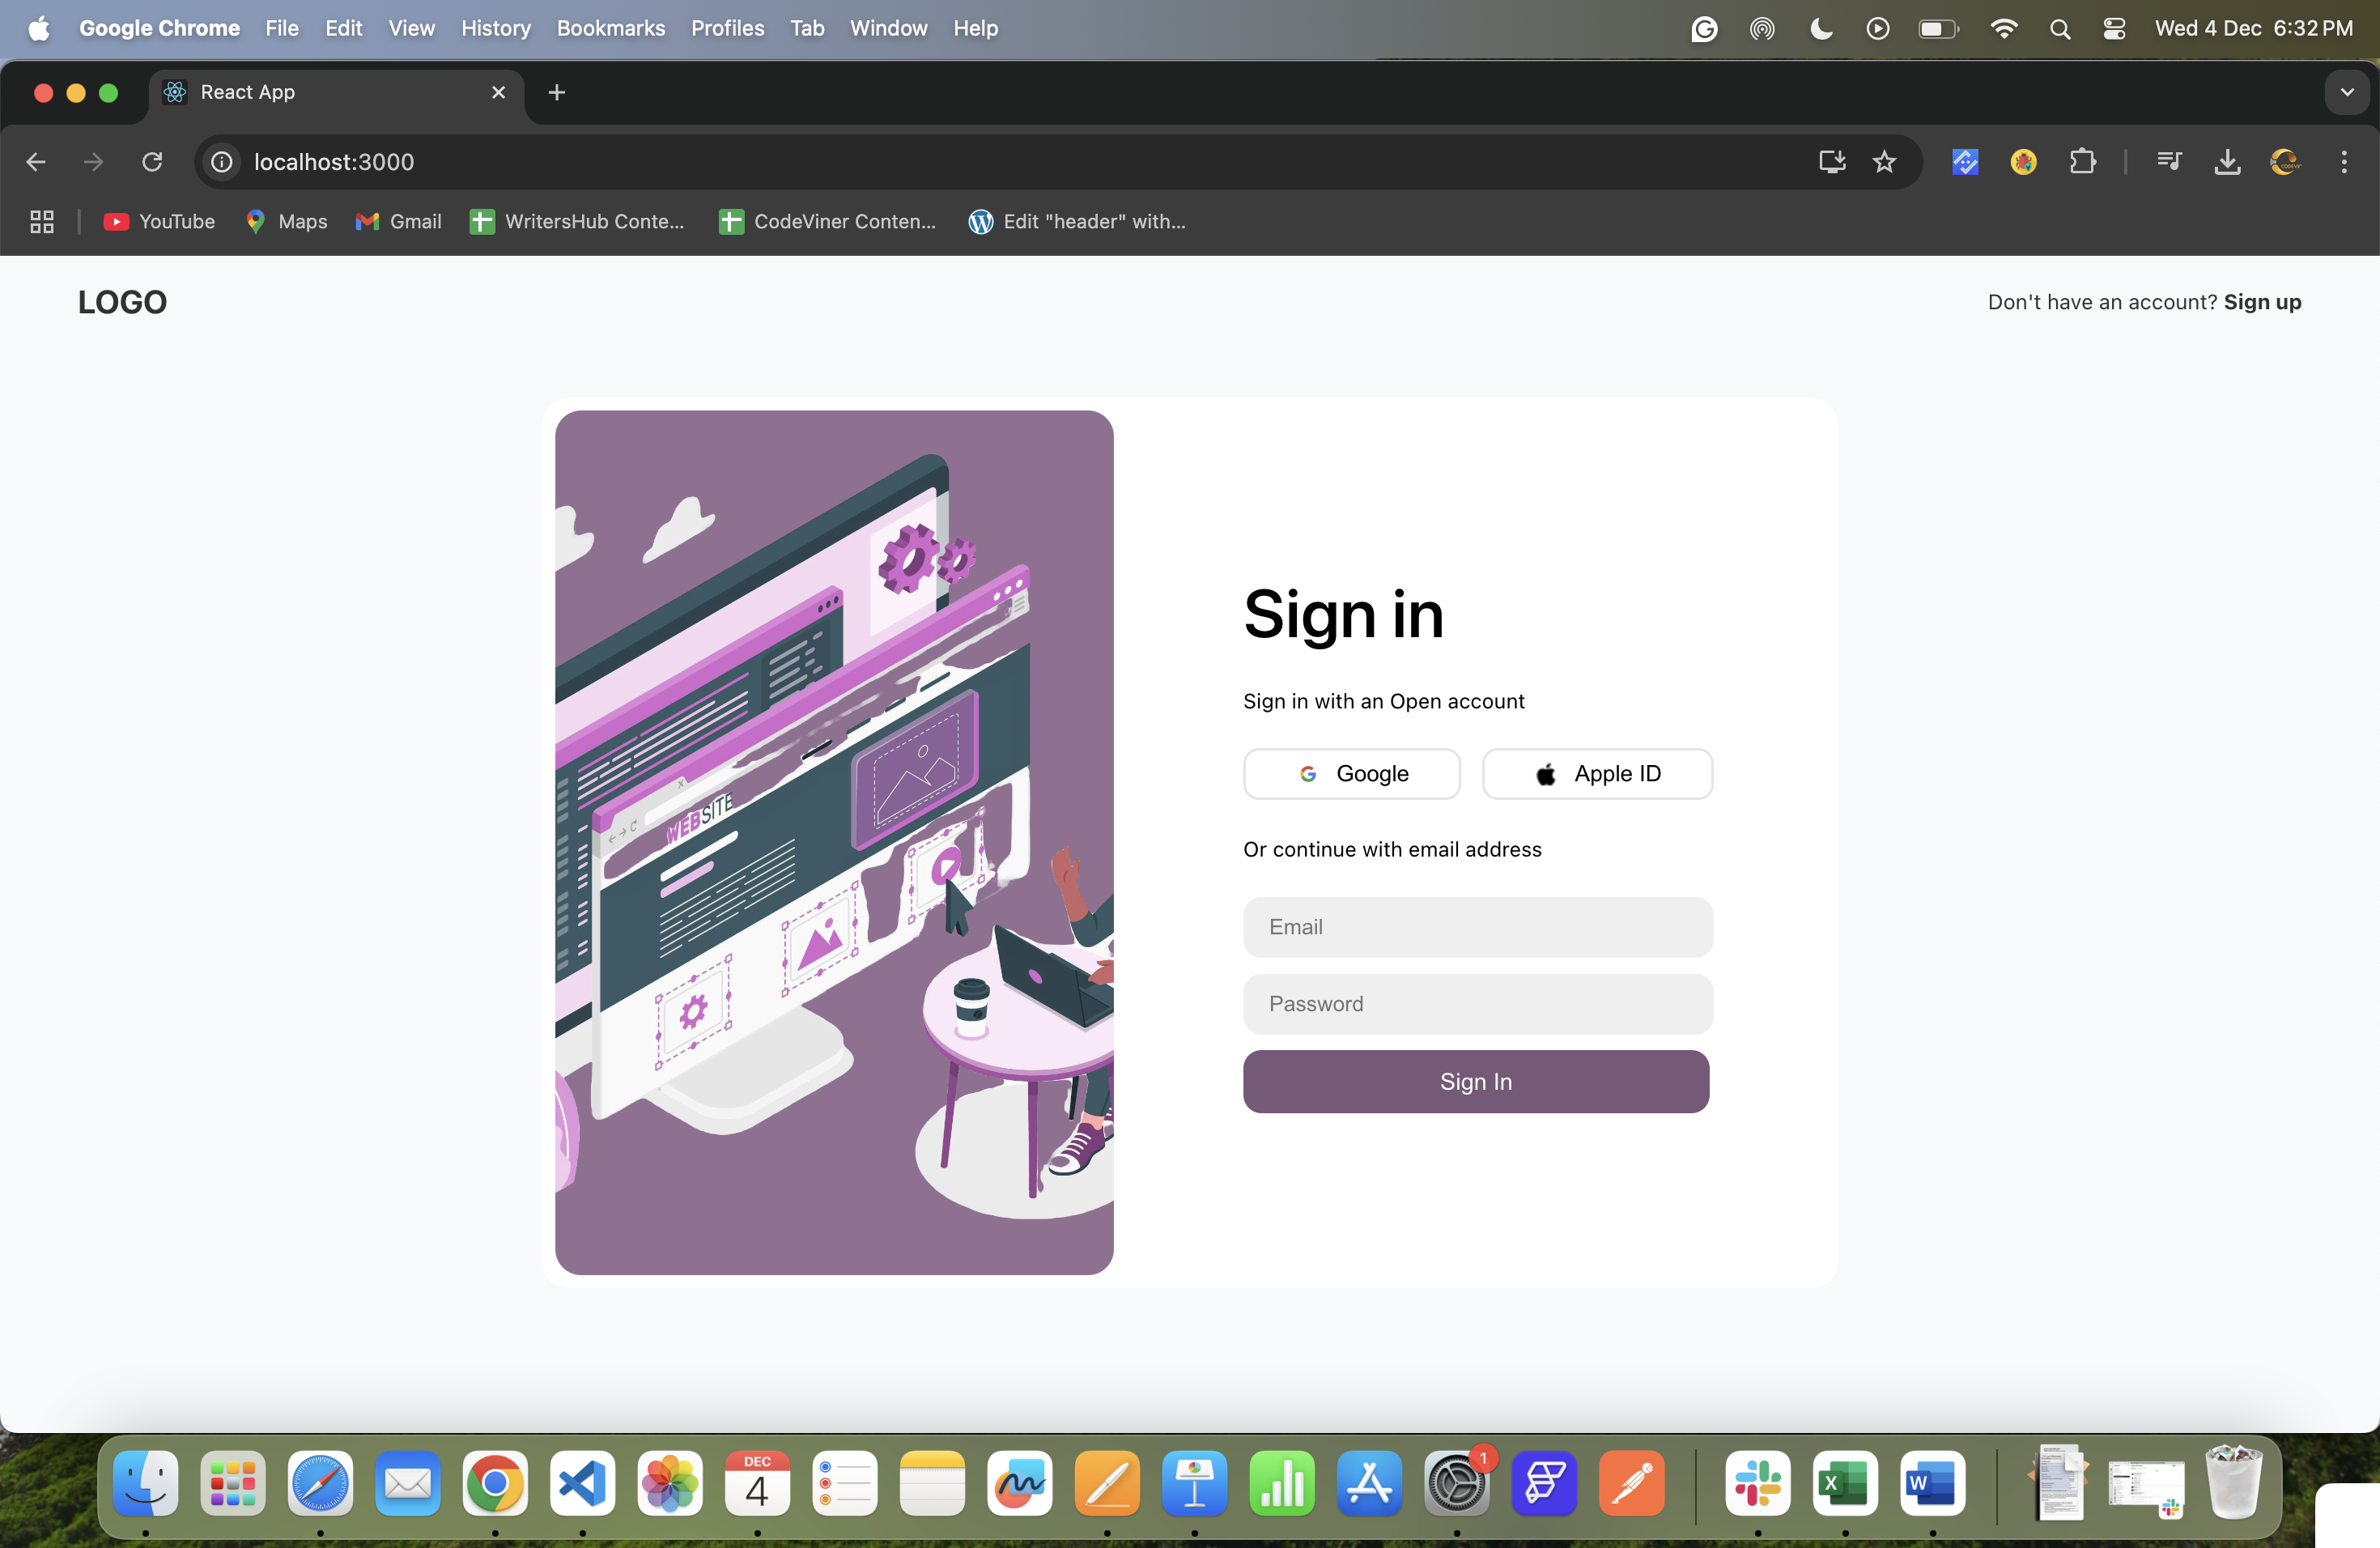 Google Chrome File Edit View History Bookmarks Profiles Tab Window Help Wed 4 Dec 6:32 PM
React App
localhost:3000
YouTube Maps Gmail WritersHub Conte... CodeViner Conten... Edit "header" with...
LOGO Don't have an account? Sign up
WEBSITE
Sign in
Sign in with an Open account
Google Apple ID
Or continue with email address
Email
Password
Sign In
DEC
4
1
X
W